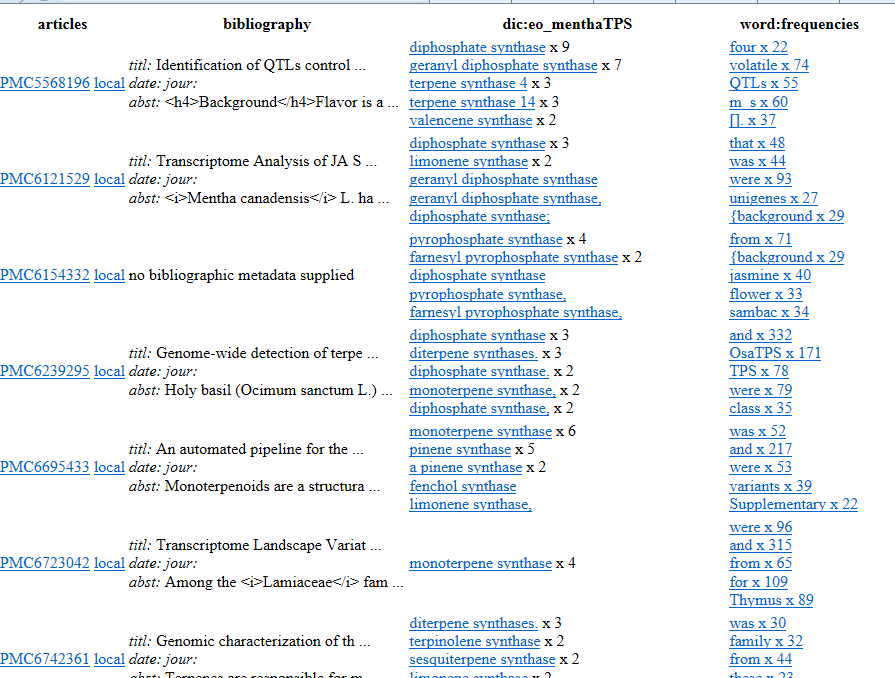 articles bibliography dic:eo_menthaTPS word:frequencies
PMC5568196 local
titl: Identification of QTLs control ...
date: jour:
abst: <h4>Background</h4>Flavor is a ...
diphosphate synthase x 9
geranyl diphosphate synthase x 7
terpene synthase 4 x 3
terpene synthase 14 x 3
valencene synthase x 2
four x 22
volatile x 74
QTLs x 55
m_s x 60
[]. x 37
PMC6121529 local
titl: Transcriptome Analysis of JA S ...
date: jour:
abst: <i>Mentha canadensis</i> L. ha ...
diphosphate synthase x 3
limonene synthase x 2
geranyl diphosphate synthase
geranyl diphosphate synthase,
diphosphate synthase;
that x 48
was x 44
were x 93
unigenes x 27
{background x 29
PMC6154332 local
no bibliographic metadata supplied
pyrophosphate synthase x 4
farnesyl pyrophosphate synthase x 2
diphosphate synthase
pyrophosphate synthase,
farnesyl pyrophosphate synthase,
from x 71
{background x 29
jasmine x 40
flower x 33
sambac x 34
PMC6239295 local
titl: Genome-wide detection of terpe ...
date: jour:
abst: Holy basil (Ocimum sanctum L.) ...
diphosphate synthase x 3
diterpene synthases. x 3
diphosphate synthase. x 2
monoterpene synthase, x 2
diphosphate synthase, x 2
and x 332
OsaTPS x 171
TPS x 78
were x 79
class x 35
PMC6695433 local
titl: An automated pipeline for the ...
date: jour:
abst: Monoterpenoids are a structura ...
monoterpene synthase x 6
pinene synthase x 5
a pinene synthase x 2
fenchol synthase
limonene synthase,
was x 52
and x 217
were x 53
variants x 39
Supplementary x 22
PMC6723042 local
titl: Transcriptome Landscape Variat ...
date: jour:
abst: Among the <i>Lamiaceae</i> fam ...
monoterpene synthase x 4
were x 96
and x 315
from x 65
for x 109
Thymus x 89
PMC6742361 local
titl: Genomic characterization of th ...
date: jour:
abst: Terpenes are responsible for m
diterpene synthases. x 3
terpinolene synthase x 2
sesquiterpene synthase x 2
limonene synthase x 2
was x 30
family x 32
from x 44
these x 23